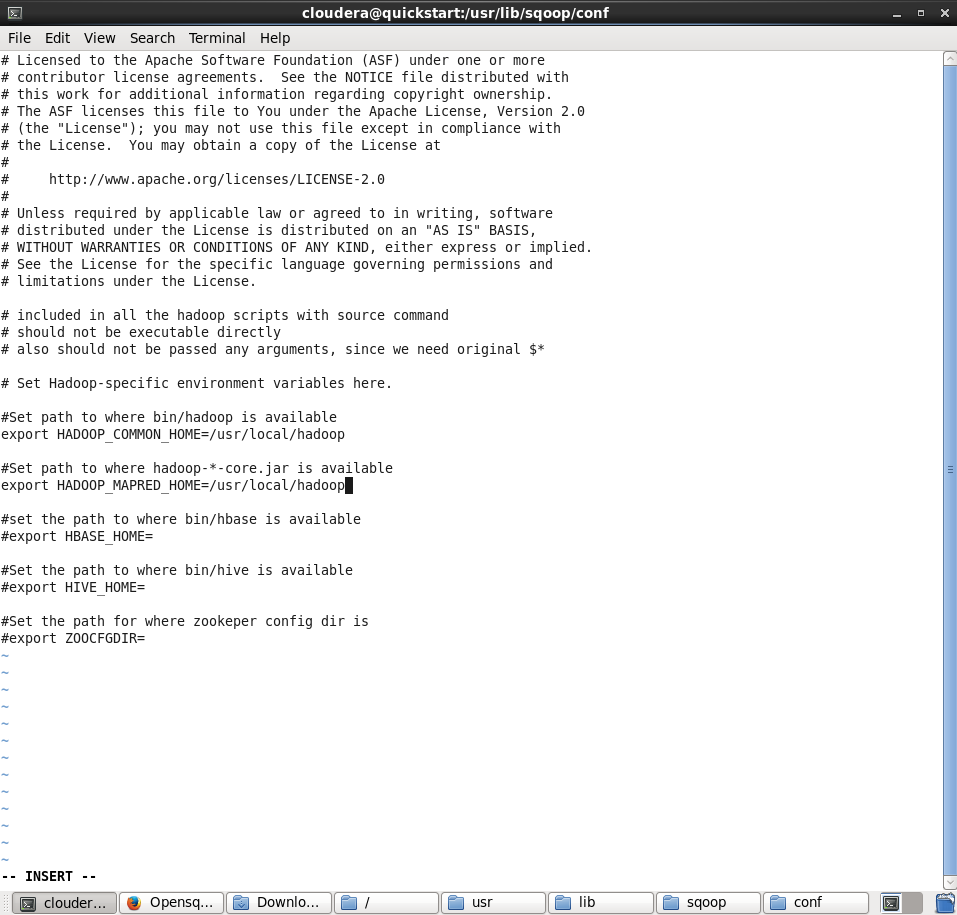 cloudera@quickstart:/usr/lib/sqoop/conf
File Edit View Search Terminal Help
# Licensed to the Apache Software Foundation (ASF) under one or more
# contributor license agreements.  See the NOTICE file distributed with
# this work for additional information regarding copyright ownership.
# The ASF licenses this file to You under the Apache License, Version 2.0
# (the "License"); you may not use this file except in compliance with
# the License.  You may obtain a copy of the License at
#
#     http://www.apache.org/licenses/LICENSE-2.0
#
# Unless required by applicable law or agreed to in writing, software
# distributed under the License is distributed on an "AS IS" BASIS,
# WITHOUT WARRANTIES OR CONDITIONS OF ANY KIND, either express or implied.
# See the License for the specific language governing permissions and
# limitations under the License.

# included in all the hadoop scripts with source command
# should not be executable directly
# also should not be passed any arguments, since we need original $*

# Set Hadoop-specific environment variables here.

#Set path to where bin/hadoop is available
export HADOOP_COMMON_HOME=/usr/local/hadoop

#Set path to where hadoop-*-core.jar is available
export HADOOP_MAPRED_HOME=/usr/local/hadoop

#set the path to where bin/hbase is available
#export HBASE_HOME=

#Set the path to where bin/hive is available
#export HIVE_HOME=

#Set the path for where zookeper config dir is
#export ZOOCFGDIR=
~
~
~
~
~
~
~
~
~
~
~
~
~
-- INSERT --
clouder... Opensq... Downlo... / usr lib sqoop conf